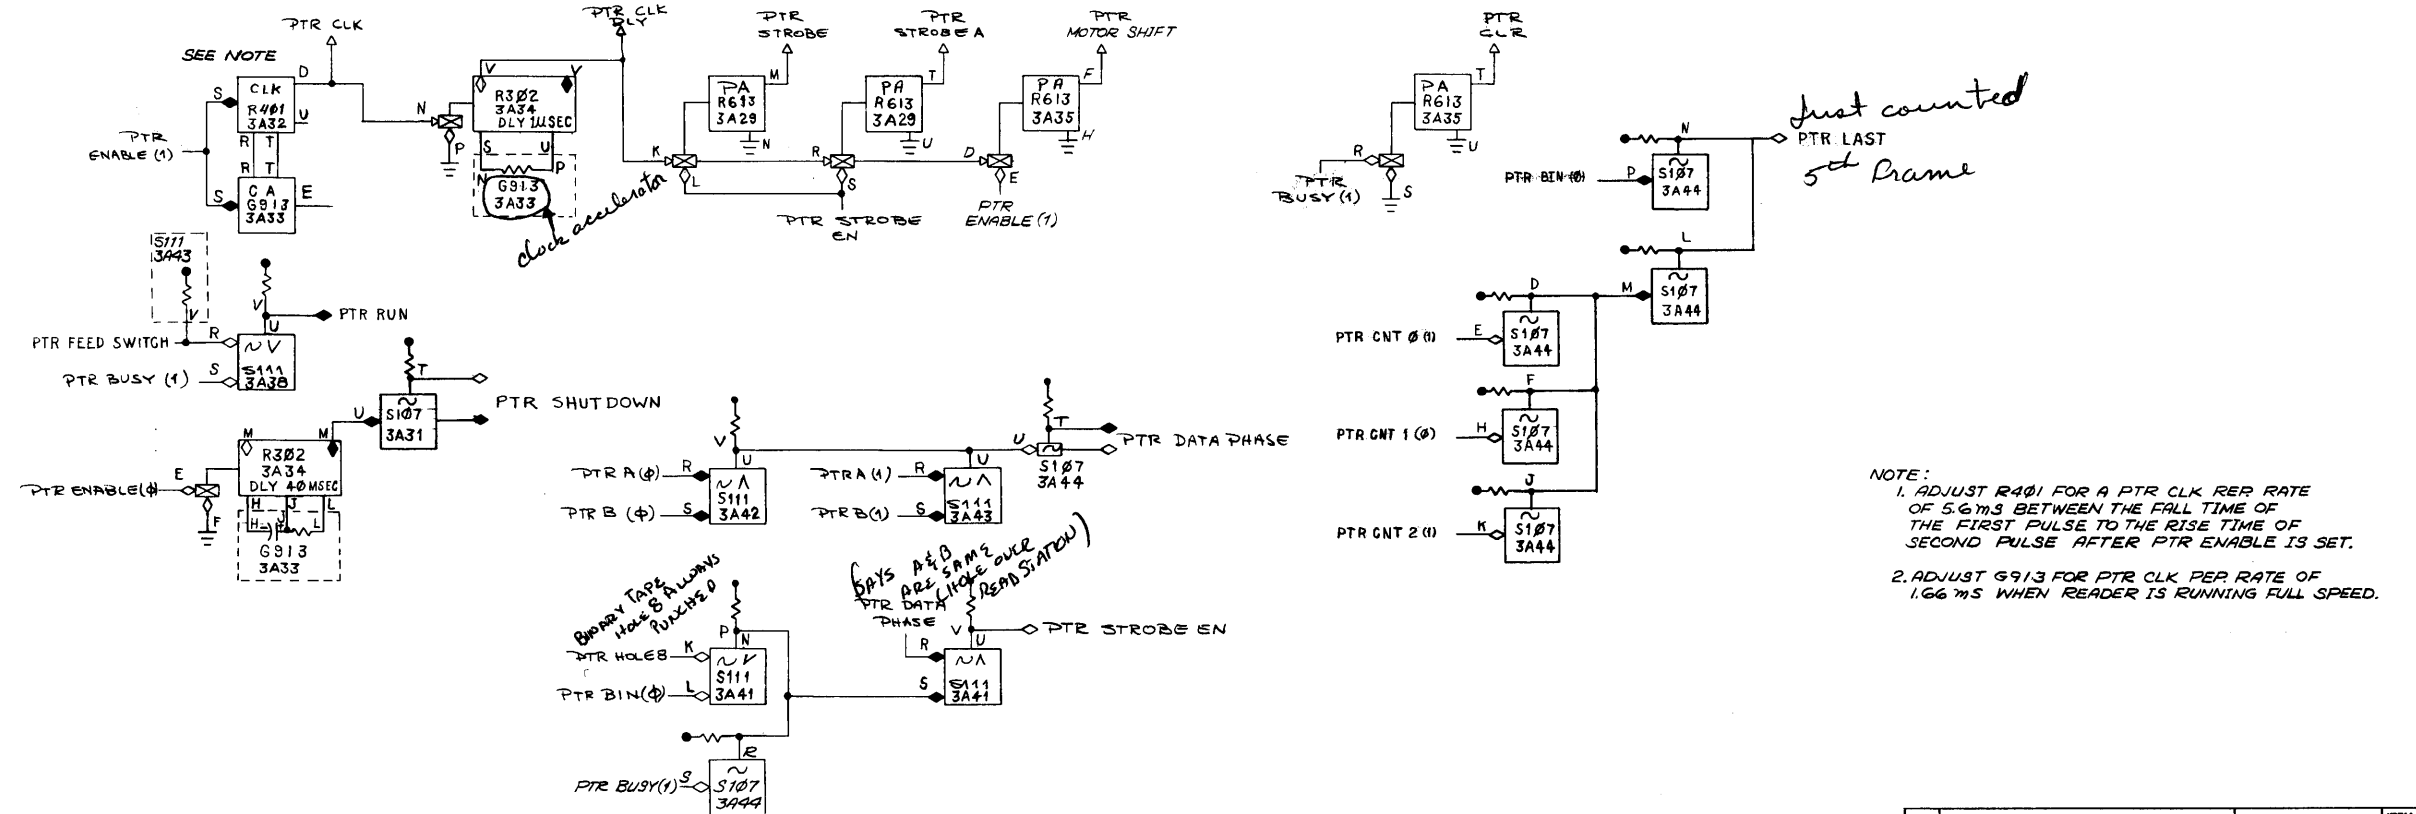 PTR CLK
SEE NOTE
S
D
CLK
R4Ø1
3A32
U
PTR
ENABLE (1)
R T
R T
S
C A
G913
3A33
E
PTR CLK
DLY
N
P
V
V
R3Ø2
3A34
DLY 1USEC
S
U
N
P
G913
3A33
clock accelerator
PTR
STROBE
M
PA
R613
3A29
N
K
L
PTR
STROBE A
T
PA
R613
3A29
U
R
S
PTR STROBE
EN
PTR
MOTOR SHIFT
F
PA
R613
3A35
H
D
E
PTR
ENABLE (1)
PTR
CLR
T
PA
R613
3A35
U
R
PTR
BUSY (1)
S
N
PTR LAST
Just counted
5th Frame
PTR BIN (Ø)
P
S1Ø7
3A44
L
M
S1Ø7
3A44
D
PTR CNT Ø (1)
E
S1Ø7
3A44
F
PTR CNT 1 (Ø)
H
S1Ø7
3A44
J
PTR CNT 2 (1)
K
S1Ø7
3A44
S111
3A43
V
V
PTR RUN
U
PTR FEED SWITCH
R
S111
3A38
PTR BUSY (1)
S
T
PTR SHUTDOWN
U
S1Ø7
3A31
M
M
R3Ø2
3A34
DLY 40 MSEC
E
PTR ENABLE (Ø)
F
H
J
L
H
J
L
G913
3A33
V
U
PTR A (Ø)
R
S111
3A42
PTR B (Ø)
S
U
PTR A (1)
R
S111
3A43
PTR B (1)
S
U
T
PTR DATA PHASE
S1Ø7
3A44
BINARY TAPE
HOLE 8 ALWAYS
PUNCHED
P
N
PTR HOLE8
K
S111
3A41
PTR BIN (Ø)
L
R
PTR BUSY (1)
S
S1Ø7
3A44
(SAYS A & B
ARE SAME
(HOLE OVER
READ STATION)
PTR DATA
PHASE
R
V
U
PTR STROBE EN
S
S111
3A41
NOTE:
1. ADJUST R4Ø1 FOR A PTR CLK REP RATE
OF 5.6 MS BETWEEN THE FALL TIME OF
THE FIRST PULSE TO THE RISE TIME OF
SECOND PULSE AFTER PTR ENABLE IS SET.
2. ADJUST G913 FOR PTR CLK PEP. RATE OF
1.66 MS WHEN READER IS RUNNING FULL SPEED.